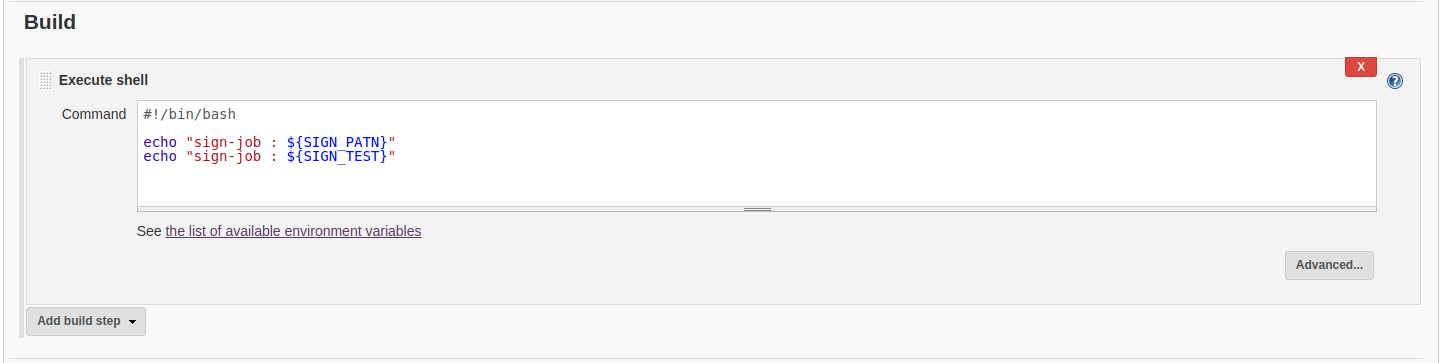 Build
Execute shell
X
?
Command
#!/bin/bash
echo "sign-job : ${SIGN_PATN}"
echo "sign-job : ${SIGN_TEST}"
See the list of available environment variables
Advanced...
Add build step